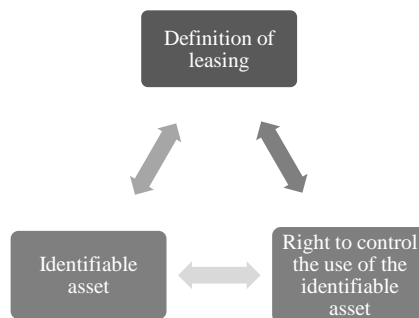 Definition of
leasing
Identifiable
asset
Right to control
the use of the
identifiable
asset